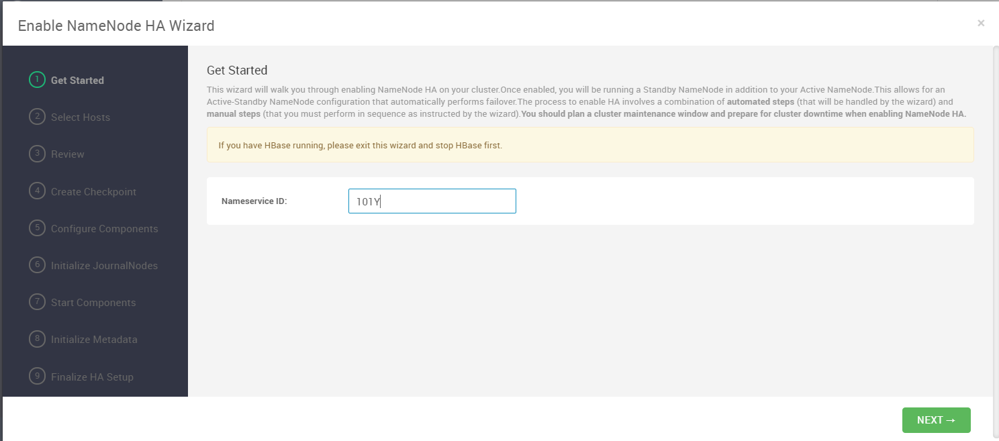 Enable NameNode HA Wizard
×
1 Get Started
2 Select Hosts
3 Review
4 Create Checkpoint
5 Configure Components
6 Initialize JournalNodes
7 Start Components
8 Initialize Metadata
9 Finalize HA Setup
Get Started
This wizard will walk you through enabling NameNode HA on your cluster.Once enabled, you will be running a Standby NameNode in addition to your Active NameNode.This allows for an
Active-Standby NameNode configuration that automatically performs failover.The process to enable HA involves a combination of automated steps (that will be handled by the wizard) and
manual steps (that you must perform in sequence as instructed by the wizard).You should plan a cluster maintenance window and prepare for cluster downtime when enabling NameNode HA.
If you have HBase running, please exit this wizard and stop HBase first.
Nameservice ID: 101Y
NEXT →